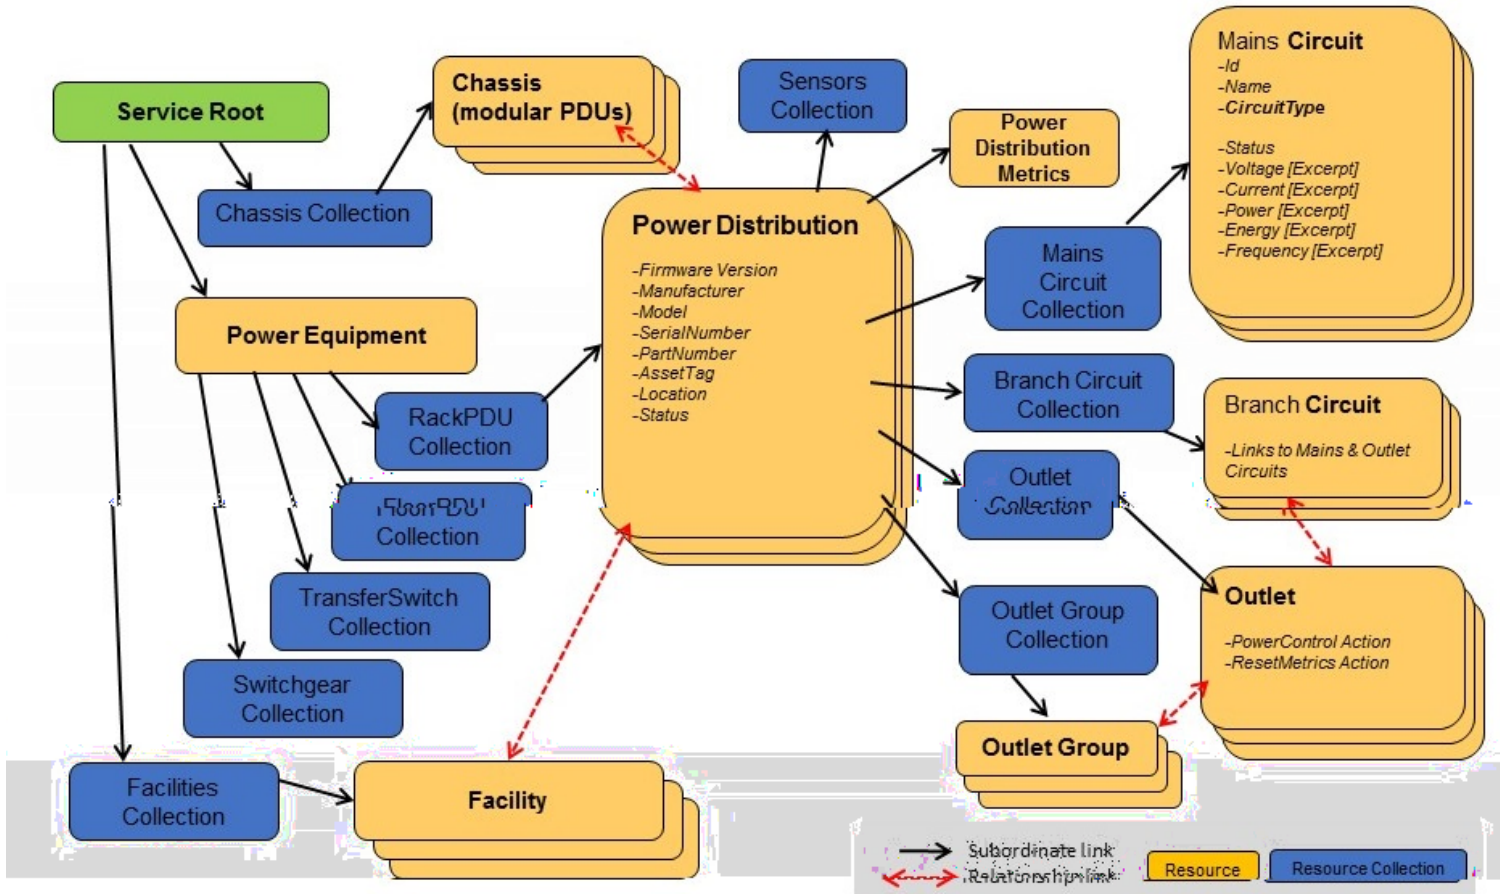 Service Root
Chassis
(modular PDUs)
Sensors
Collection
Power
Distribution
Metrics
Mains Circuit
-Id
-Name
-CircuitType
-Status
-Voltage [Excerpt]
-Current [Excerpt]
-Power [Excerpt]
-Energy [Excerpt]
-Frequency [Excerpt]
Chassis Collection
Power Distribution
-Firmware Version
-Manufacturer
-Model
-SerialNumber
-PartNumber
-AssetTag
-Location
-Status
Mains
Circuit
Collection
Power Equipment
RackPDU
Collection
Branch Circuit
Collection
Branch Circuit
-Links to Mains & Outlet
Circuits
Outlet
Collection
FloorPDU
Collection
TransferSwitch
Collection
Outlet Group
Collection
Outlet
-PowerControl Action
-ResetMetrics Action
Switchgear
Collection
Outlet Group
Facilities
Collection
Facility
Subordinate link
Relationship link
Resource
Resource Collection